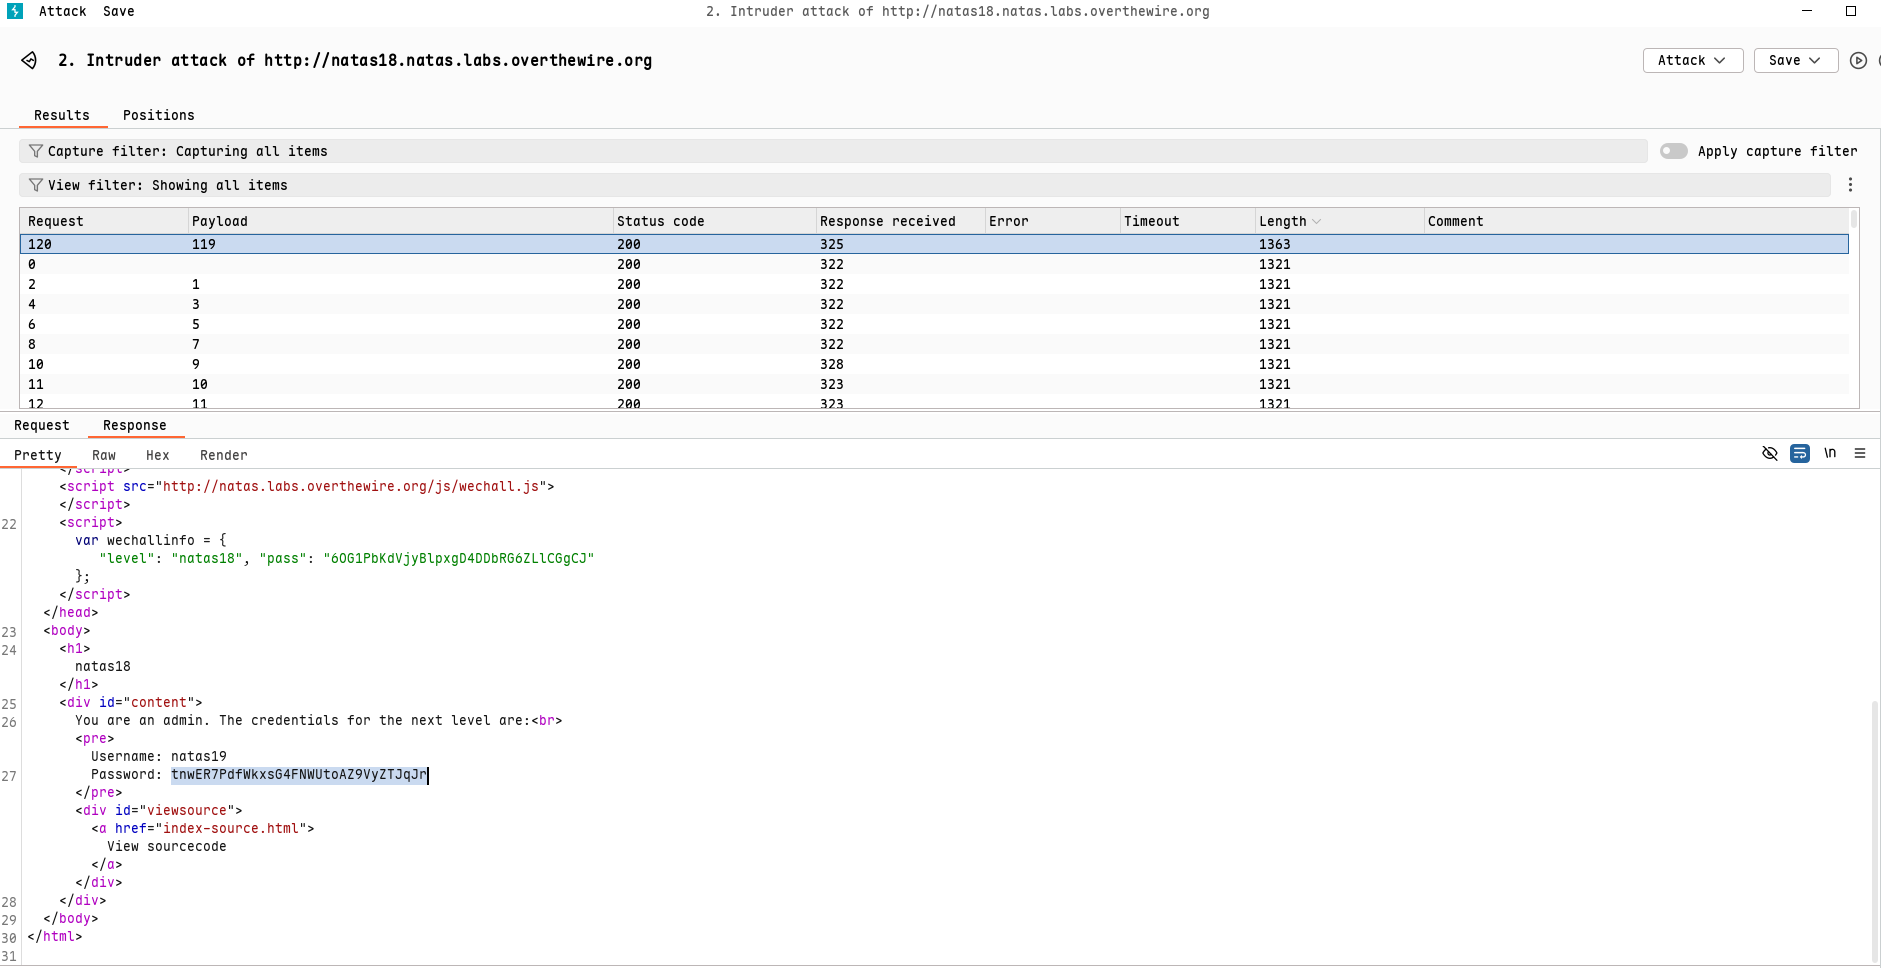 Attack Save 2. Intruder attack of http://natas18.natas.labs.overthewire.org
2. Intruder attack of http://natas18.natas.labs.overthewire.org Attack Save
Results Positions
Capture filter: Capturing all items Apply capture filter
View filter: Showing all items
Request Payload Status code Response received Error Timeout Length Comment
120 119 200 325 1363
0 200 322 1321
2 1 200 322 1321
4 3 200 322 1321
6 5 200 322 1321
8 7 200 322 1321
10 9 200 328 1321
11 10 200 323 1321
12 11 200 323 1321
Request Response
Pretty Raw Hex Render \n
</script>
<script src="http://natas.labs.overthewire.org/js/wechall.js">
</script>
22 <script>
var wechallinfo = {
"level": "natas18", "pass": "6OG1PbKdVjyBlpxgD4DDbRG6ZLlCGgCJ"
};
</script>
</head>
23 <body>
24 <h1>
natas18
</h1>
25 <div id="content">
26 You are an admin. The credentials for the next level are:<br>
<pre>
Username: natas19
27 Password: tnwER7PdfWkxsG4FNWUtoAZ9VyZTJqJr
</pre>
<div id="viewsource">
<a href="index-source.html">
View sourcecode
</a>
</div>
28 </div>
29 </body>
30 </html>
31